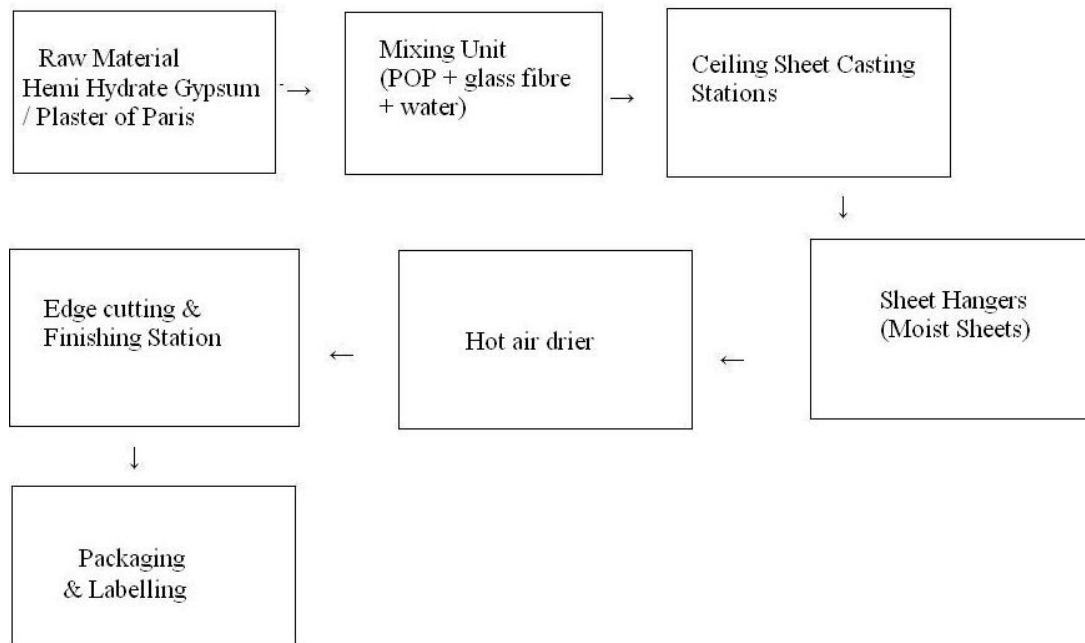 Raw Material
Hemi Hydrate Gypsum
/ Plaster of Paris
→
Mixing Unit
(POP + glass fibre
+ water)
→
Ceiling Sheet Casting
Stations
↓
Sheet Hangers
(Moist Sheets)
←
Hot air drier
←
Edge cutting &
Finishing Station
↓
Packaging
& Labelling